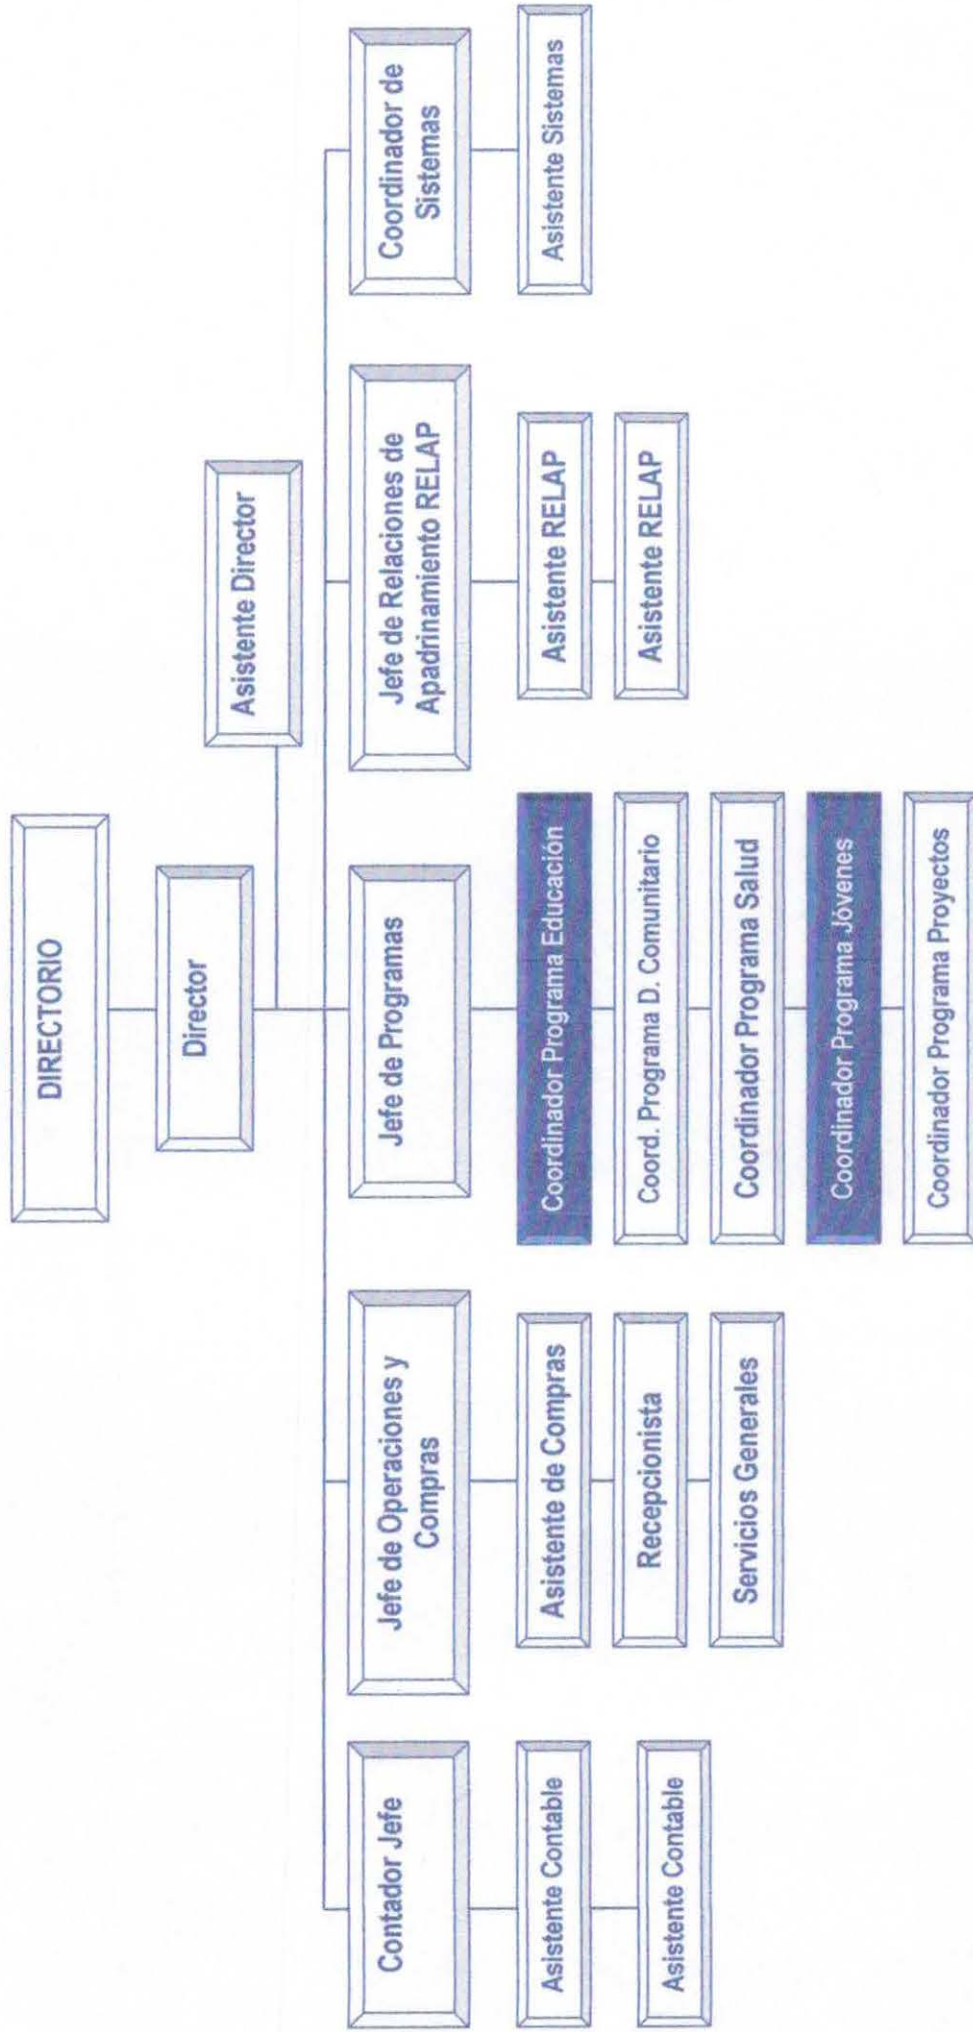 DIRECTORIO
Director
Asistente Director
Contador Jefe
Asistente Contable
Asistente Contable
Jefe de Operaciones y
Compras
Asistente de Compras
Recepcionista
Servicios Generales
Jefe de Programas
Coordinador Programa Educación
Coord. Programa D. Comunitario
Coordinador Programa Salud
Coordinador Programa Jóvenes
Coordinador Programa Proyectos
Jefe de Relaciones de
Apadrinamiento RELAP
Asistente RELAP
Asistente RELAP
Coordinador de
Sistemas
Asistente Sistemas